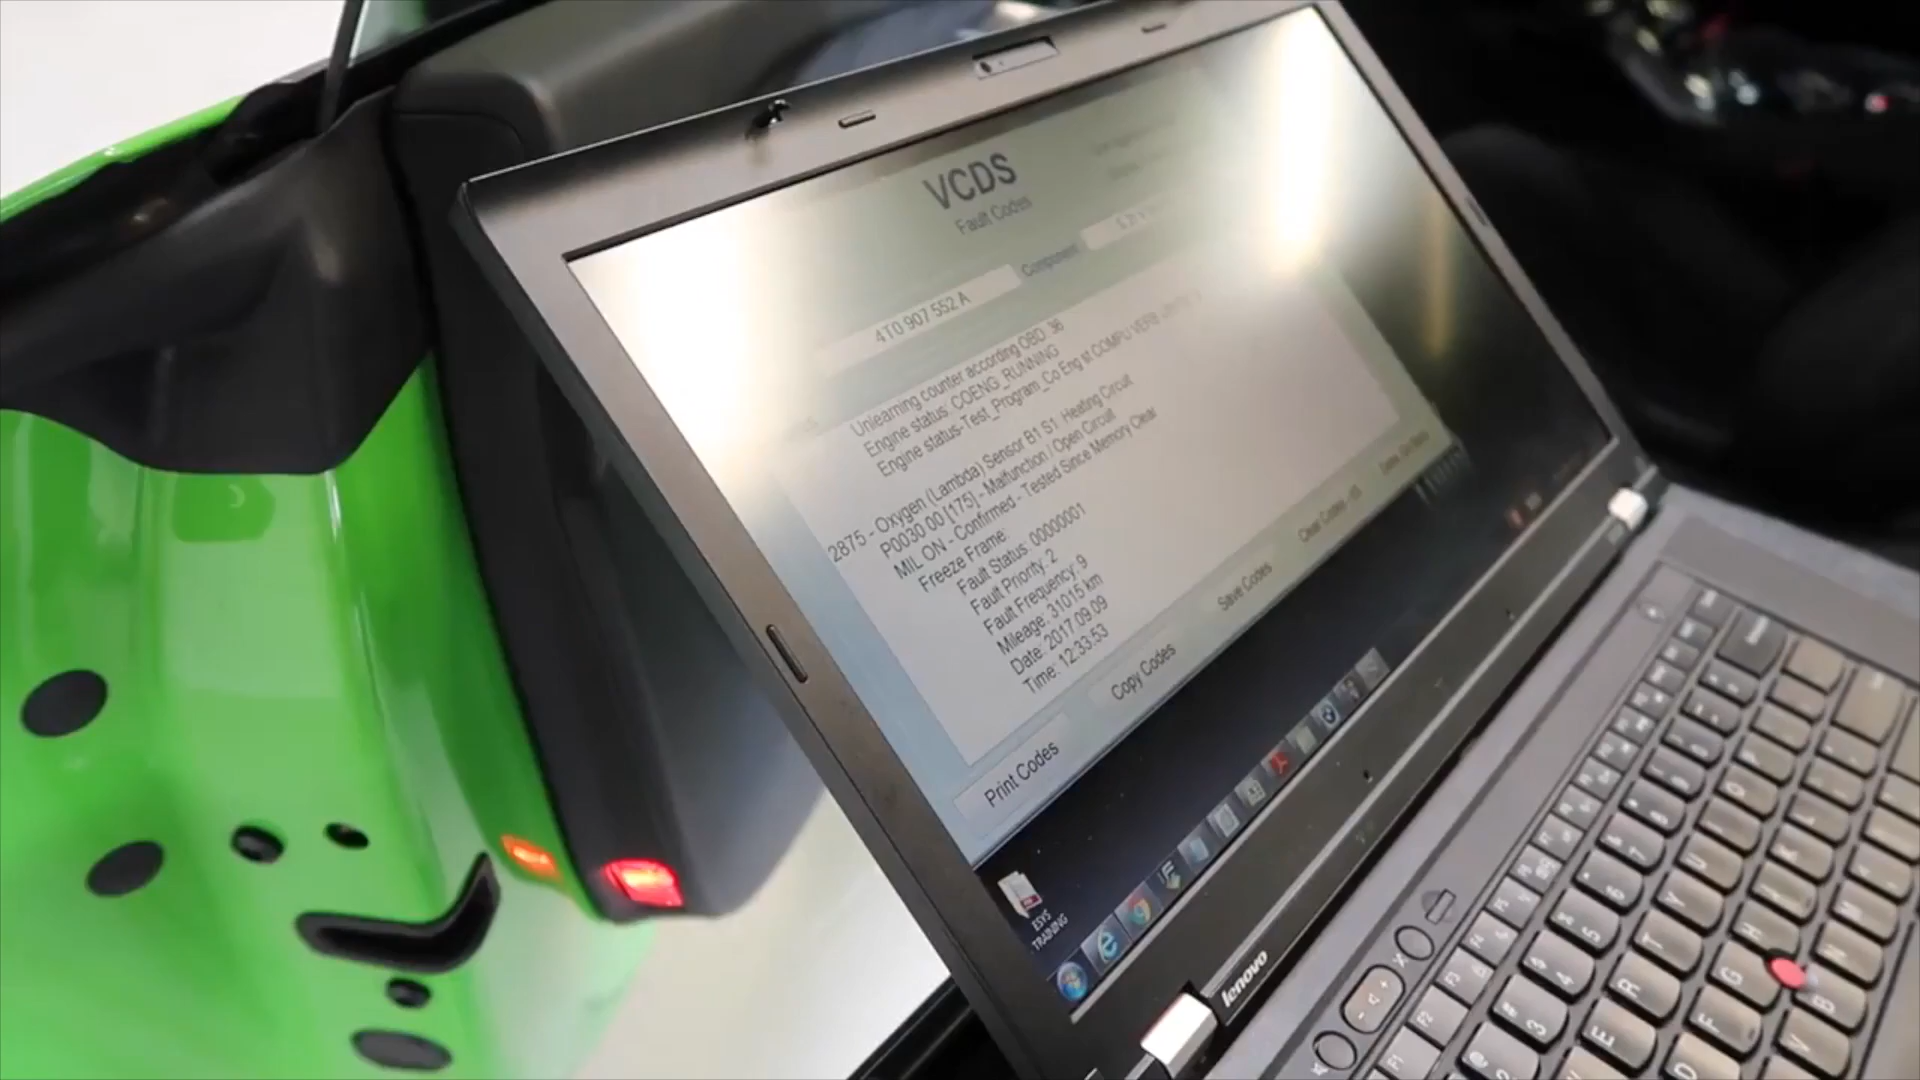 VCDS
Fault Codes
4T0 907 552 A
Component
Unlearning counter according OBD: 36
Engine status: COENG_RUNNING
Engine status-Test_Program_Co Eng st COMPU VERB
2875 - Oxygen (Lambda) Sensor B1 S1 Heating Circuit
P0030 00 [175] - Malfunction / Open Circuit
MIL ON - Confirmed - Tested Since Memory Clear
Freeze Frame:
Fault Status: 00000001
Fault Priority: 2
Fault Frequency: 9
Mileage: 31015 km
Date: 2017.09.09
Time: 12:33:53
Print Codes
Copy Codes
Save Codes
ESYS
TRAINING
lenovo